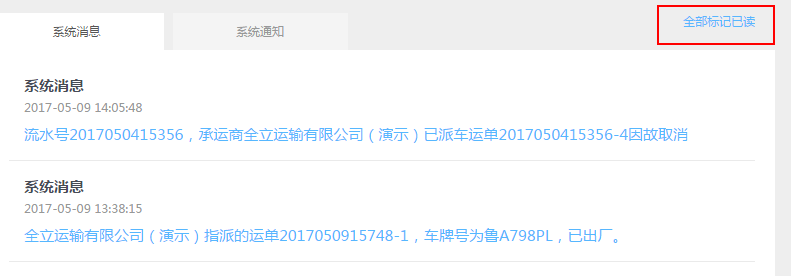 系统消息
系统通知
全部标记已读
系统消息
2017-05-09 14:05:48
流水号2017050415356，承运商全立运输有限公司（演示）已派车运单2017050415356-4因故取消
系统消息
2017-05-09 13:38:15
全立运输有限公司（演示）指派的运单2017050915748-1，车牌号为鲁A798PL，已出厂。